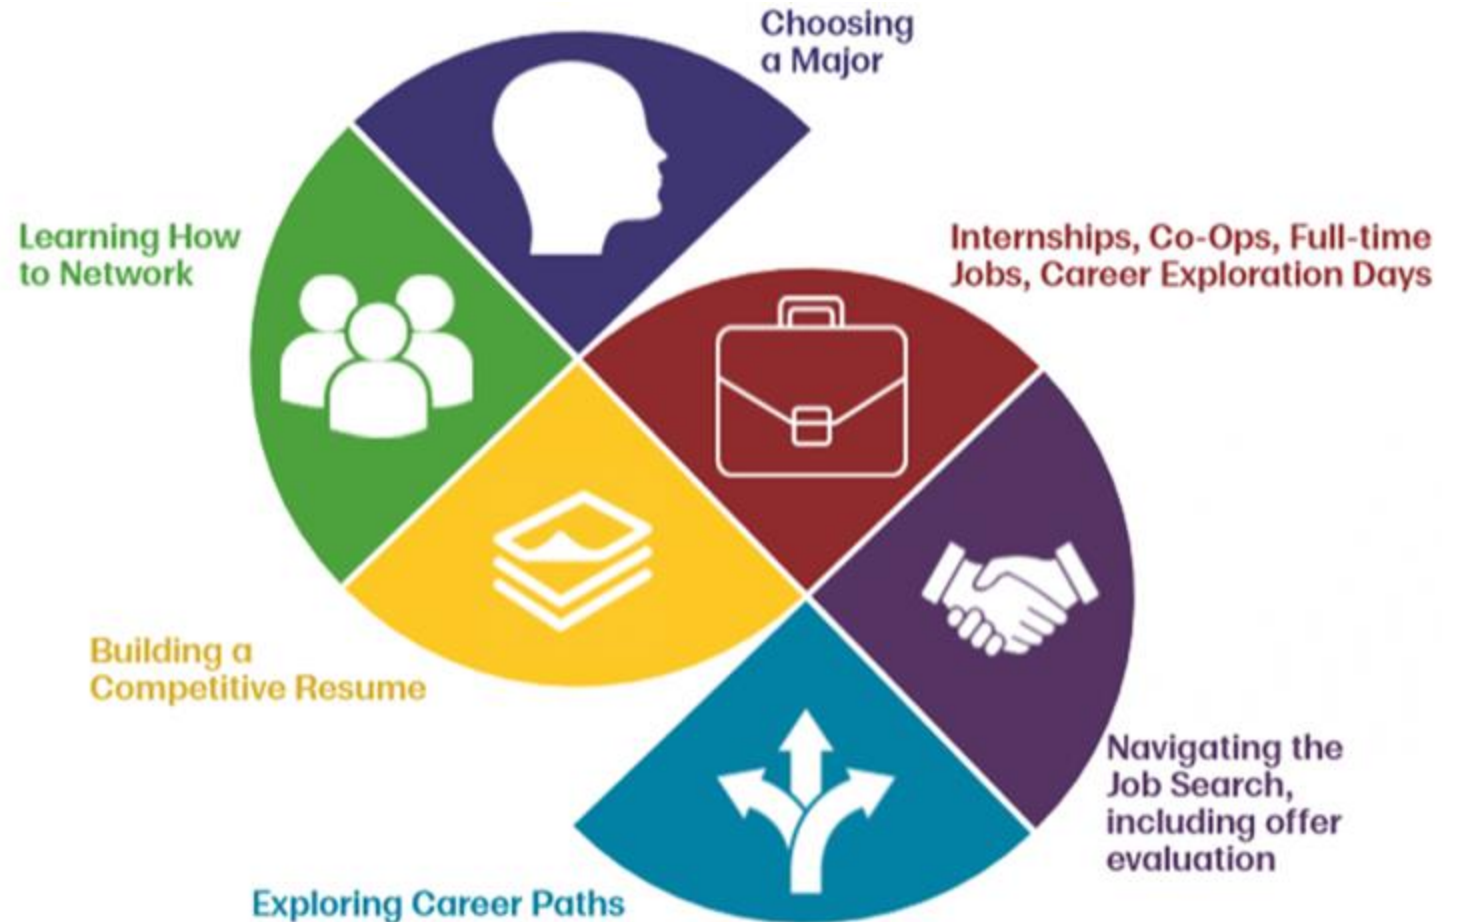 Choosing
a Major
Learning How
to Network
Internships, Co-Ops, Full-time
Jobs, Career Exploration Days
Building a
Competitive Resume
Navigating the
Job Search,
including offer
evaluation
Exploring Career Paths